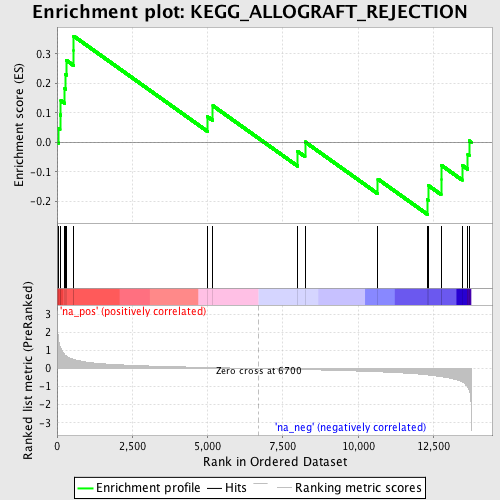 Enrichment plot: KEGG_ALLOGRAFT_REJECTION
Enrichment score (ES)
0.3
0.2
0.1
0.0
-0.1
-0.2
'na_pos' (positively correlated)
Ranked list metric (PreRanked)
3
2
1
0
-1
-2
-3
Zero cross at 6700
'na_neg' (negatively correlated)
0
2,500
5,000
7,500
10,000
12,500
Rank in Ordered Dataset
Enrichment profile
Hits
Ranking metric scores